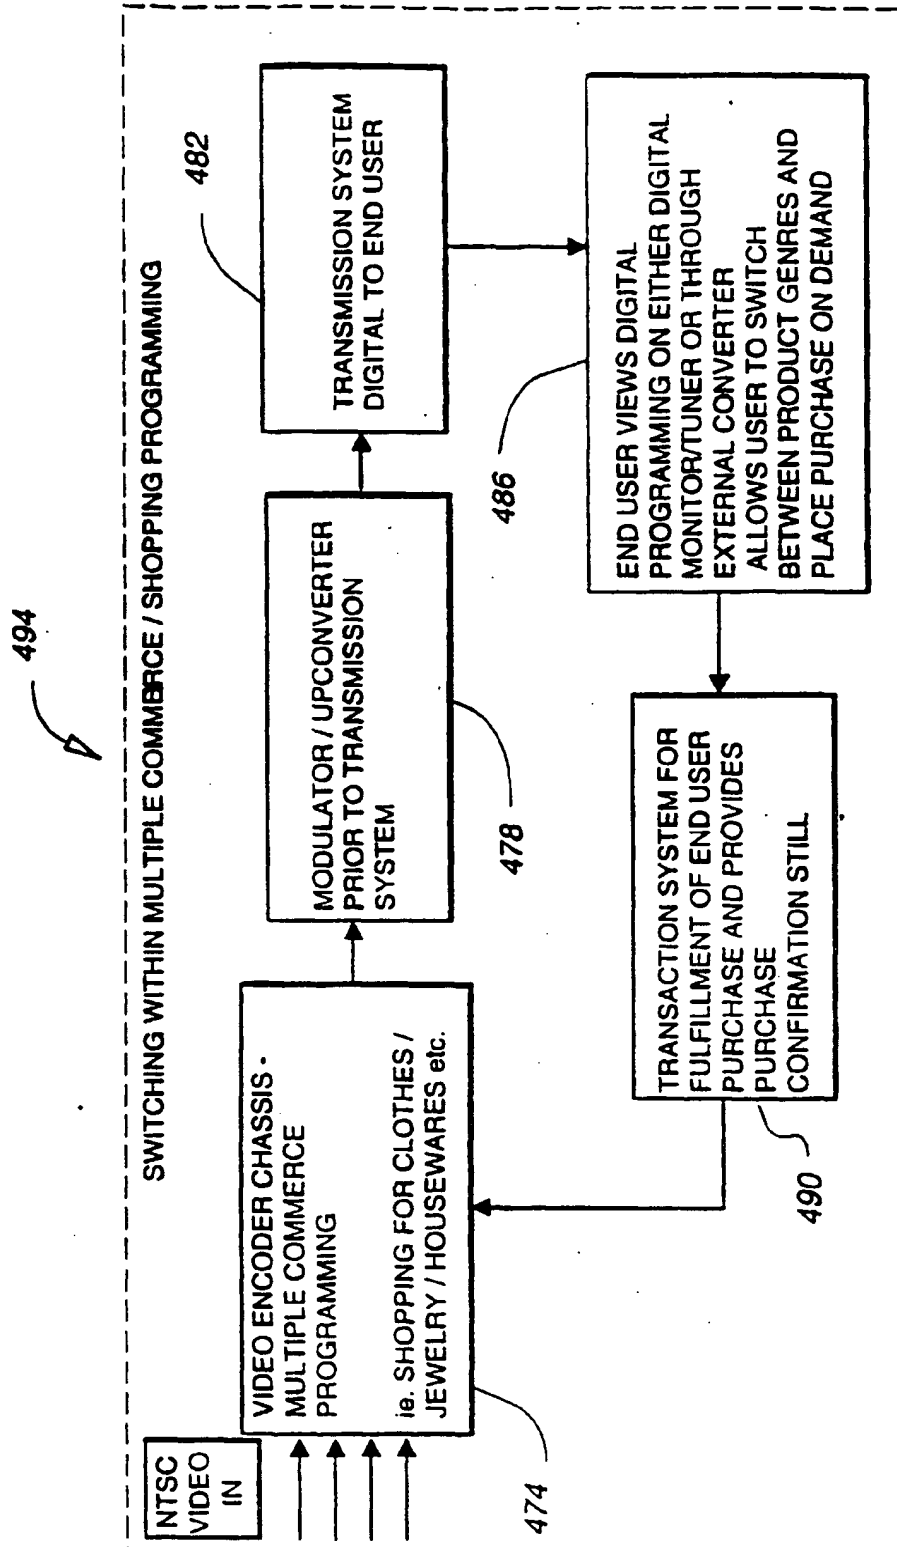 494
SWITCHING WITHIN MULTIPLE COMMERCE / SHOPPING PROGRAMMING
NTSC
VIDEO
IN
VIDEO ENCODER CHASSIS -
MULTIPLE COMMERCE
PROGRAMMING
ie. SHOPPING FOR CLOTHES /
JEWELRY / HOUSEWARES etc.
474
MODULATOR / UPCONVERTER
PRIOR TO TRANSMISSION
SYSTEM
478
TRANSMISSION SYSTEM
DIGITAL TO END USER
482
END USER VIEWS DIGITAL
PROGRAMMING ON EITHER DIGITAL
MONITOR/TUNER OR THROUGH
EXTERNAL CONVERTER
ALLOWS USER TO SWITCH
BETWEEN PRODUCT GENRES AND
PLACE PURCHASE ON DEMAND
486
TRANSACTION SYSTEM FOR
FULFILLMENT OF END USER
PURCHASE AND PROVIDES
PURCHASE
CONFIRMATION STILL
490